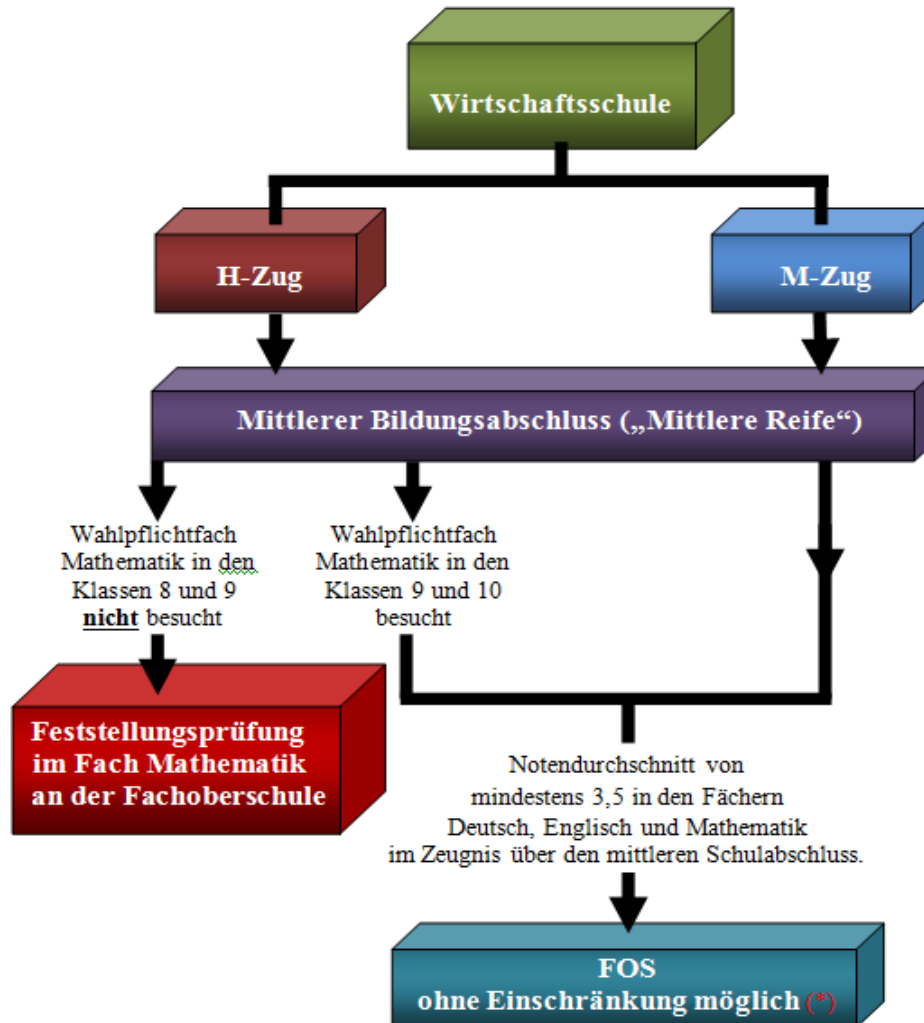 Wirtschaftsschule
H-Zug
M-Zug
Mittlerer Bildungsabschluss („Mittlere Reife“)
Wahlpflichtfach
Mathematik in den
Klassen 8 und 9
nicht besucht
Wahlpflichtfach
Mathematik in den
Klassen 9 und 10
besucht
Feststellungsprüfung
im Fach Mathematik
an der Fachoberschule
Notendurchschnitt von
mindestens 3,5 in den Fächern
Deutsch, Englisch und Mathematik
im Zeugnis über den mittleren Schulabschluss.
FOS
ohne Einschränkung möglich (*)